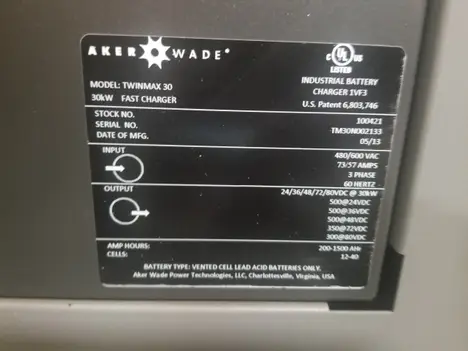 AKER WADE
C UL US
LISTED
MODEL: TWINMAX 30
30kW FAST CHARGER
INDUSTRIAL BATTERY
CHARGER 1VF3
U.S. Patent 6,803,746
STOCK NO. 100421
SERIAL NO. TM30N002133
DATE OF MFG. 05/13
INPUT 480/600 VAC
73/57 AMPS
3 PHASE
60 HERTZ
OUTPUT 24/36/48/72/80VDC @ 30kW
500@24VDC
500@36VDC
500@48VDC
350@72VDC
300@80VDC
AMP HOURS: 200-1500 AHr
CELLS: 12-40
BATTERY TYPE: VENTED CELL LEAD ACID BATTERIES ONLY.
Aker Wade Power Technologies, LLC, Charlottesville, Virginia, USA